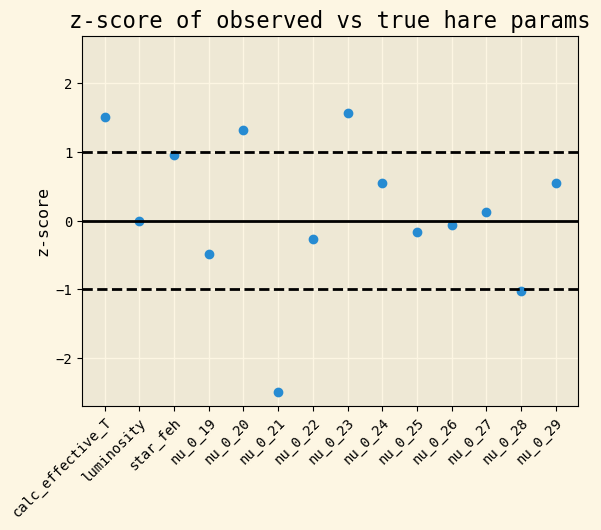 z-score of observed vs true hare params
z-score
2
1
0
−1
−2
calc_effective_T
luminosity
star_feh
nu_0_19
nu_0_20
nu_0_21
nu_0_22
nu_0_23
nu_0_24
nu_0_25
nu_0_26
nu_0_27
nu_0_28
nu_0_29